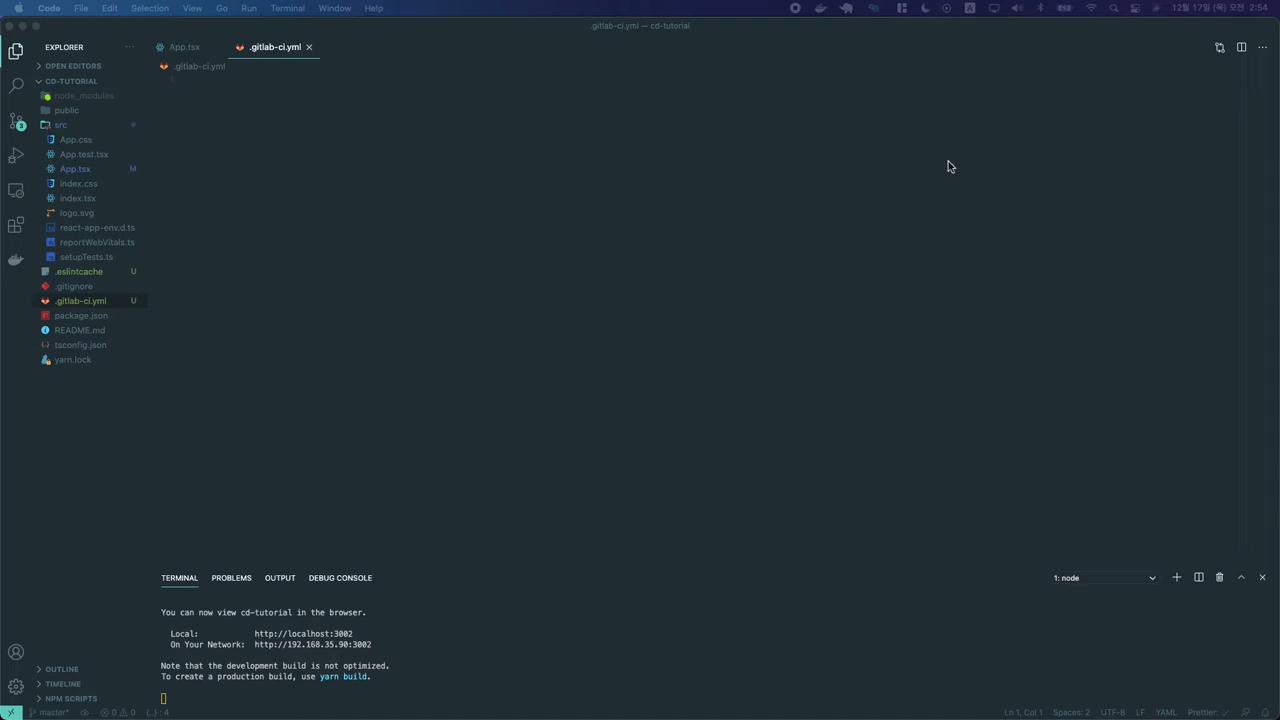 Code File Edit Selection View Go Run Terminal Window Help 12월 17일 (목) 오전 2:54
.gitlab-ci.yml — cd-tutorial
EXPLORER
App.tsx
.gitlab-ci.yml
OPEN EDITORS
.gitlab-ci.yml
CD-TUTORIAL
1
node_modules
public
src
App.css
App.test.tsx
App.tsx M
index.css
index.tsx
logo.svg
react-app-env.d.ts
reportWebVitals.ts
setupTests.ts
.eslintcache U
.gitignore
.gitlab-ci.yml U
package.json
README.md
tsconfig.json
yarn.lock
3
TERMINAL PROBLEMS OUTPUT DEBUG CONSOLE 1: node
You can now view cd-tutorial in the browser.
Local: http://localhost:3002
On Your Network: http://192.168.35.90:3002
Note that the development build is not optimized.
To create a production build, use yarn build.
OUTLINE
TIMELINE
NPM SCRIPTS
master* 0 0 {..} : 4 Ln 1, Col 1 Spaces: 2 UTF-8 LF YAML Prettier: ✓